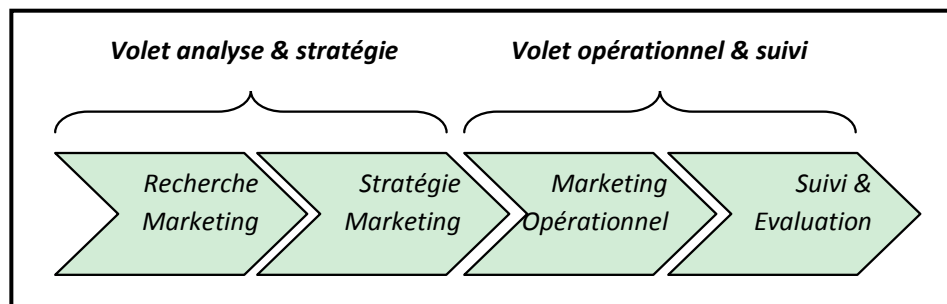 Volet analyse & stratégie
Volet opérationnel & suivi
Recherche
Marketing
Stratégie
Marketing
Marketing
Opérationnel
Suivi &
Evaluation